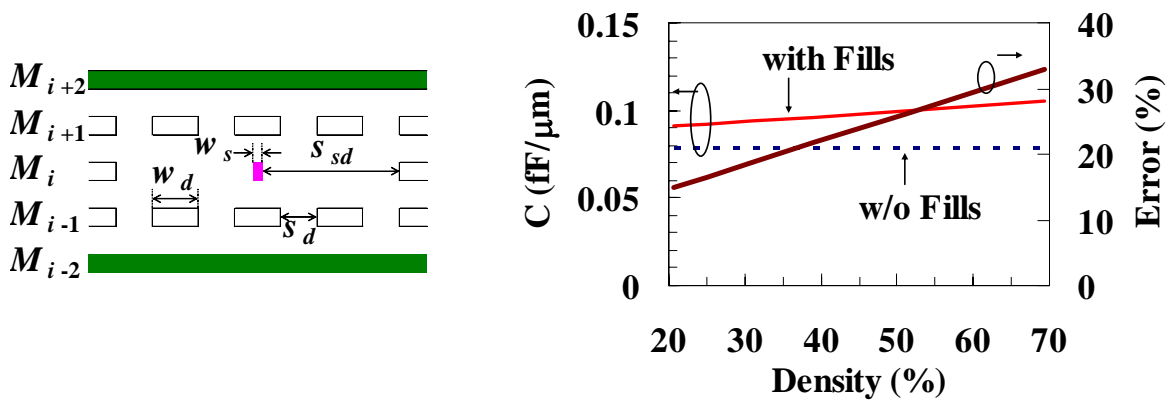 M i+2
M i+1
M i
M i-1
M i-2
w s
s sd
w d
s d
0.15
0.1
0.05
0
C (fF/μm)
with Fills
w/o Fills
40
30
20
10
0
Error (%)
20 30 40 50 60 70
Density (%)